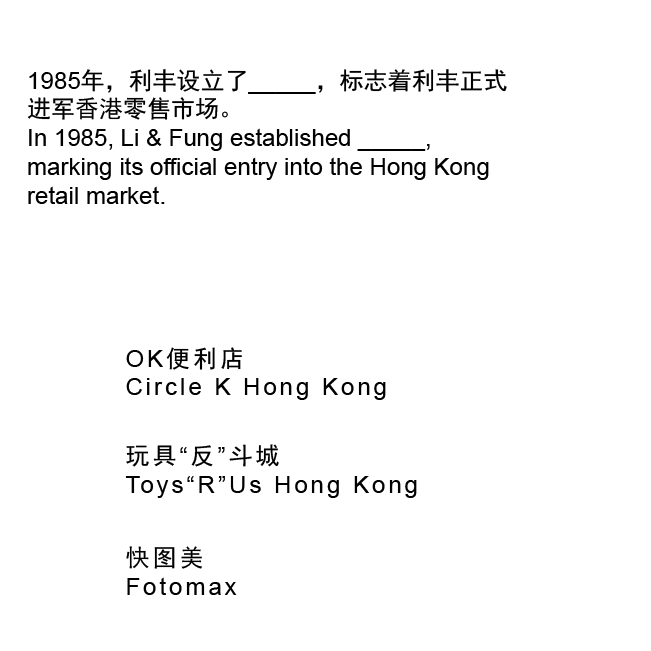 1985年，利丰设立了_____，标志着利丰正式
进军香港零售市场。
In 1985, Li & Fung established _____,
marking its official entry into the Hong Kong
retail market.
OK便利店
Circle K Hong Kong
玩具“反”斗城
Toys“R”Us Hong Kong
快图美
Fotomax